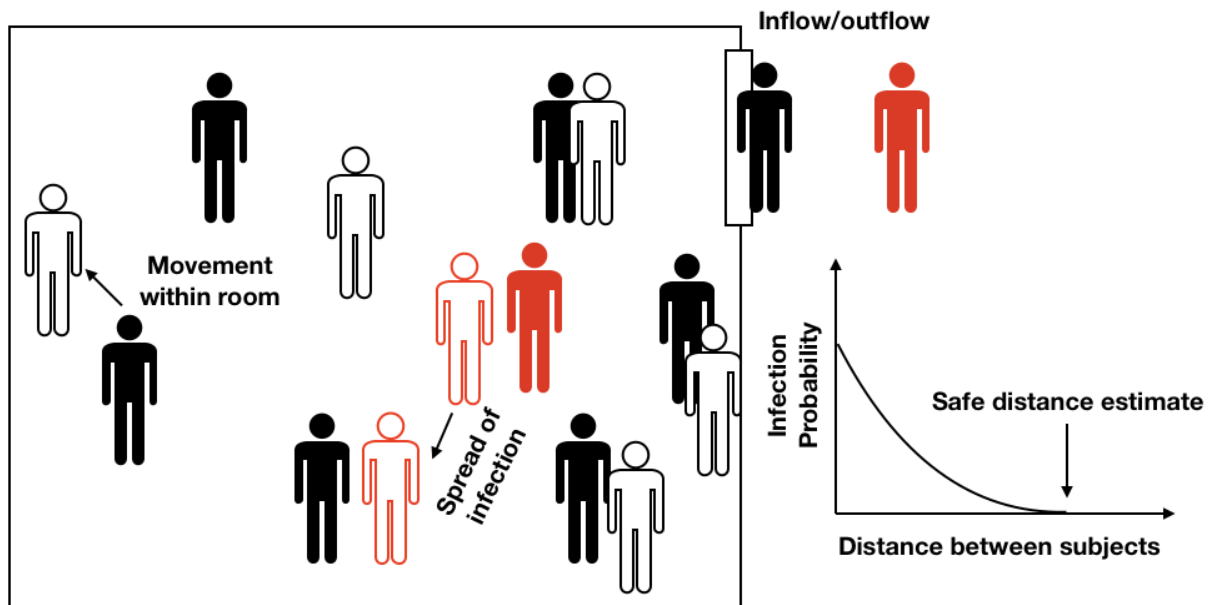 Inflow/outflow
Movement
within room
Spread of
infection
Infection
Probability
Safe distance estimate
Distance between subjects